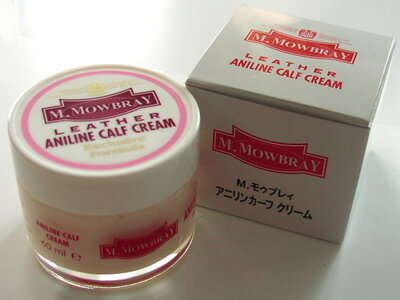 M. MOWBRAY
LEATHER
ANILINE CALF CREAM
Exclusive
Formula
ANILINE CALF
CREAM
60 ml e
M. MOWBRAY
ANI
M. MOWBRAY
LEATHER
ANILINE CALF CREAM
M. MOWBRAY
M.モゥブレィ
アニリンカーフ クリーム